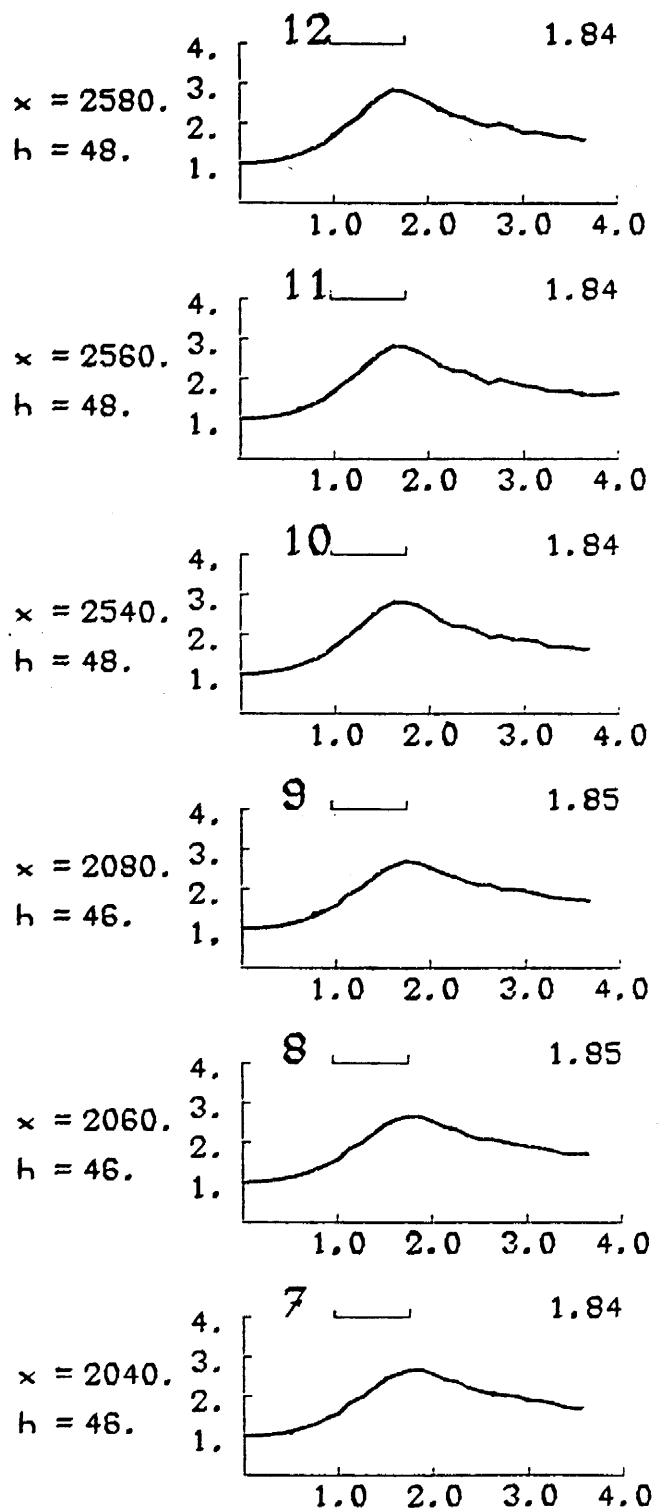 12 1.84
4.
3.
x = 2580.
2.
h = 48.
1.
1.0 2.0 3.0 4.0
11 1.84
4.
3.
x = 2560.
2.
h = 48.
1.
1.0 2.0 3.0 4.0
10 1.84
4.
3.
x = 2540.
2.
h = 48.
1.
1.0 2.0 3.0 4.0
9 1.85
4.
3.
x = 2080.
2.
h = 46.
1.
1.0 2.0 3.0 4.0
8 1.85
4.
3.
x = 2060.
2.
h = 46.
1.
1.0 2.0 3.0 4.0
7 1.84
4.
3.
x = 2040.
2.
h = 46.
1.
1.0 2.0 3.0 4.0